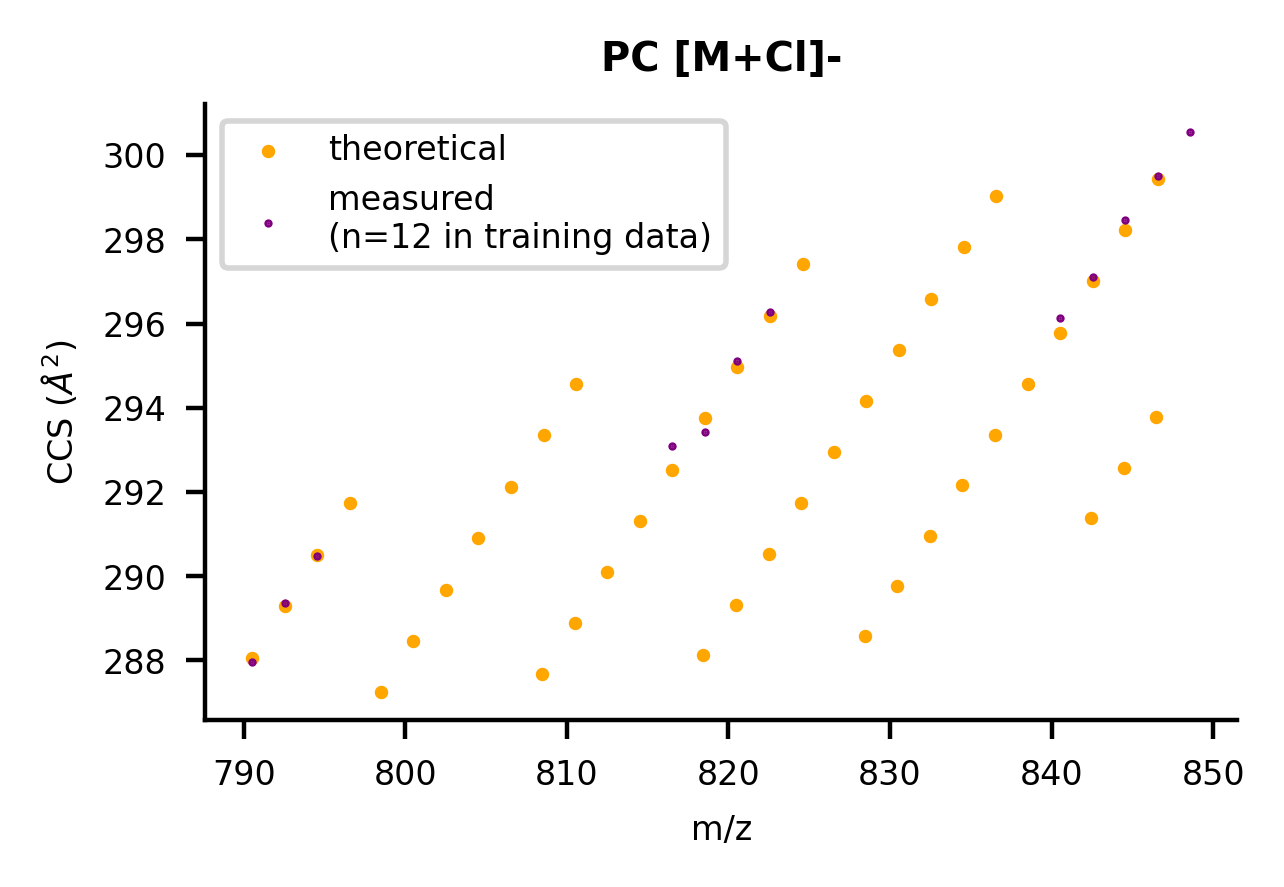 PC [M+Cl]-
theoretical
measured
(n=12 in training data)
300
298
296
294
292
290
288
CCS (Å²)
790 800 810 820 830 840 850
m/z